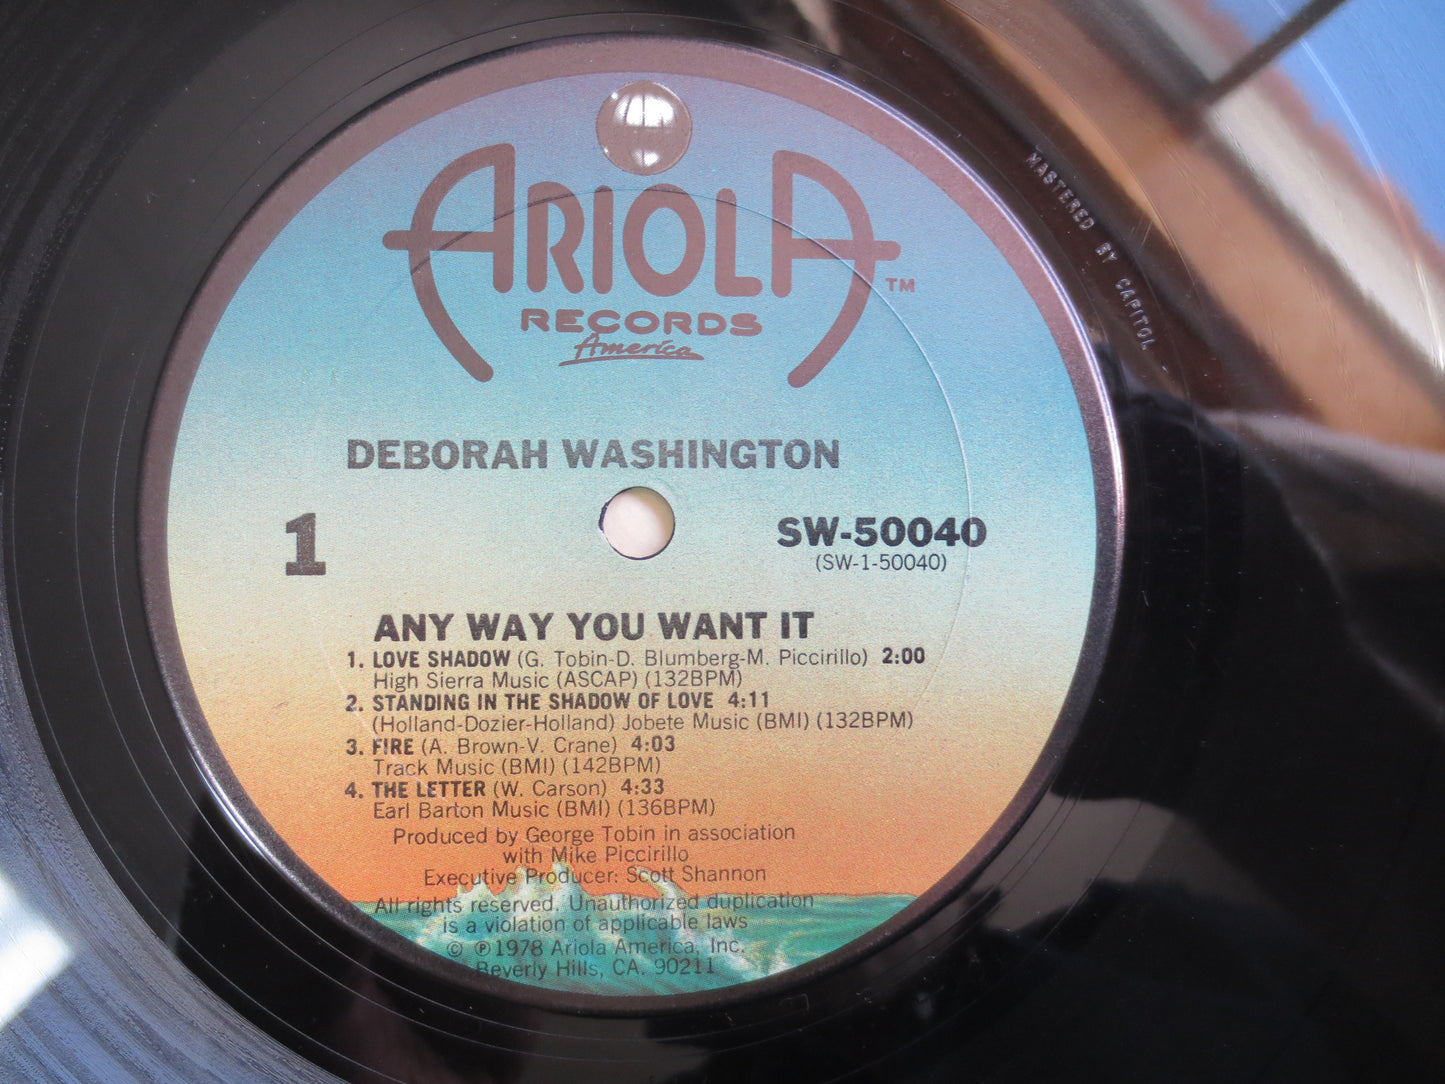 ARIOLA TM
RECORDS
America
MASTERED BY CAPITOL
DEBORAH WASHINGTON
1
SW-50040
(SW-1-50040)
ANY WAY YOU WANT IT
1. LOVE SHADOW (G. Tobin-D. Blumberg-M. Piccirillo) 2:00
High Sierra Music (ASCAP) (132BPM)
2. STANDING IN THE SHADOW OF LOVE 4:11
(Holland-Dozier-Holland) Jobete Music (BMI) (132BPM)
3. FIRE (A. Brown-V. Crane) 4:03
Track Music (BMI) (142BPM)
4. THE LETTER (W. Carson) 4:33
Earl Barton Music (BMI) (136BPM)
Produced by George Tobin in association
with Mike Piccirillo
Executive Producer: Scott Shannon
All rights reserved. Unauthorized duplication
is a violation of applicable laws
© ℗ 1978 Ariola America, Inc.
Beverly Hills, CA. 90211